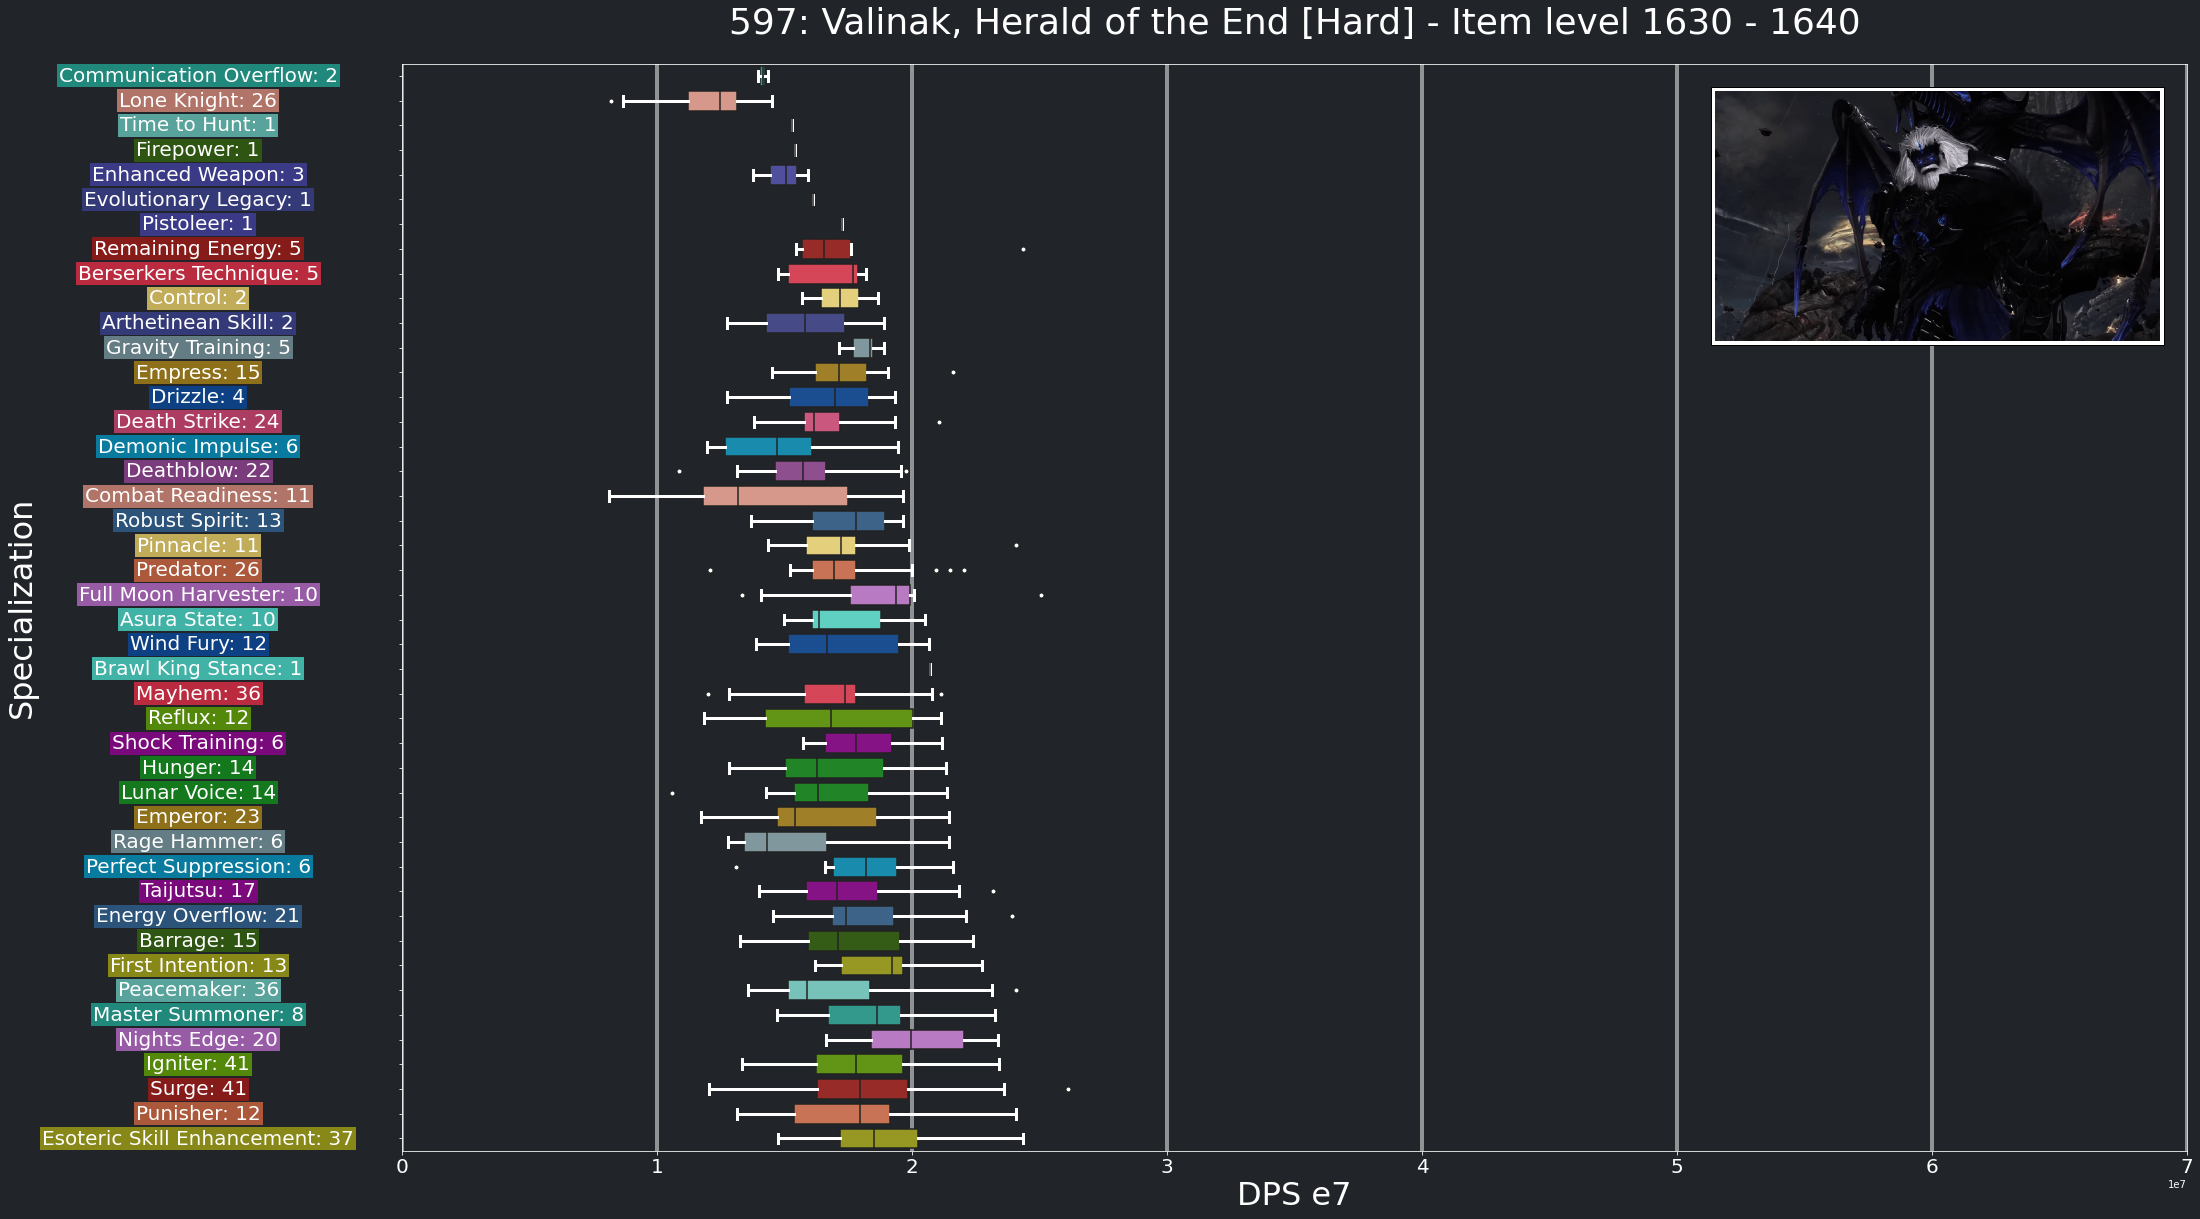 597: Valinak, Herald of the End [Hard] - Item level 1630 - 1640
Communication Overflow: 2
Lone Knight: 26
Time to Hunt: 1
Firepower: 1
Enhanced Weapon: 3
Evolutionary Legacy: 1
Pistoleer: 1
Remaining Energy: 5
Berserkers Technique: 5
Control: 2
Arthetinean Skill: 2
Gravity Training: 5
Empress: 15
Drizzle: 4
Death Strike: 24
Demonic Impulse: 6
Deathblow: 22
Combat Readiness: 11
Robust Spirit: 13
Pinnacle: 11
Predator: 26
Full Moon Harvester: 10
Asura State: 10
Wind Fury: 12
Brawl King Stance: 1
Mayhem: 36
Reflux: 12
Shock Training: 6
Hunger: 14
Lunar Voice: 14
Emperor: 23
Rage Hammer: 6
Perfect Suppression: 6
Taijutsu: 17
Energy Overflow: 21
Barrage: 15
First Intention: 13
Peacemaker: 36
Master Summoner: 8
Nights Edge: 20
Igniter: 41
Surge: 41
Punisher: 12
Esoteric Skill Enhancement: 37
Specialization
0 1 2 3 4 5 6 7
1e7
DPS e7